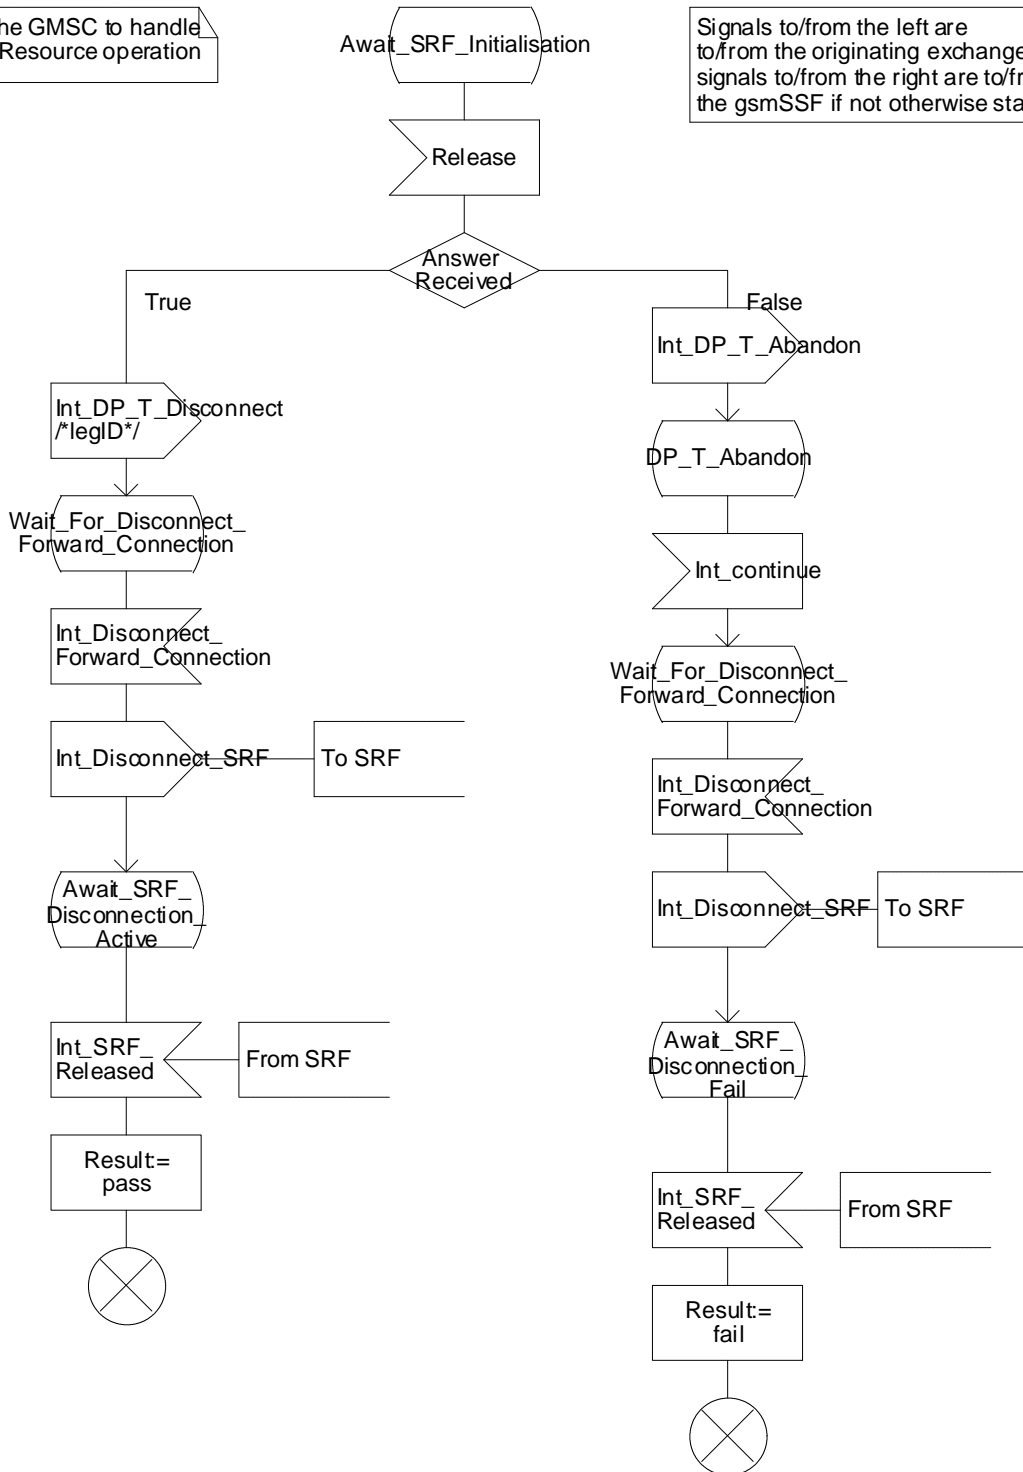 he GMSC to handle
Resource operation
Await_SRF_Initialisation
Signals to/from the left are
to/from the originating exchange
signals to/from the right are to/fr
the gsmSSF if not otherwise sta
Release
Answer
Received
True
False
Int_DP_T_Disconnect
/*legID*/
Wait_For_Disconnect_
Forward_Connection
Int_Disconnect_
Forward_Connection
Int_Disconnect_SRF
To SRF
Await_SRF_
Disconnection_
Active
Int_SRF_
Released
From SRF
Result:=
pass
Int_DP_T_Abandon
DP_T_Abandon
Int_continue
Wait_For_Disconnect_
Forward_Connection
Int_Disconnect_
Forward_Connection
Int_Disconnect_SRF
To SRF
Await_SRF_
Disconnection_
Fail
Int_SRF_
Released
From SRF
Result:=
fail